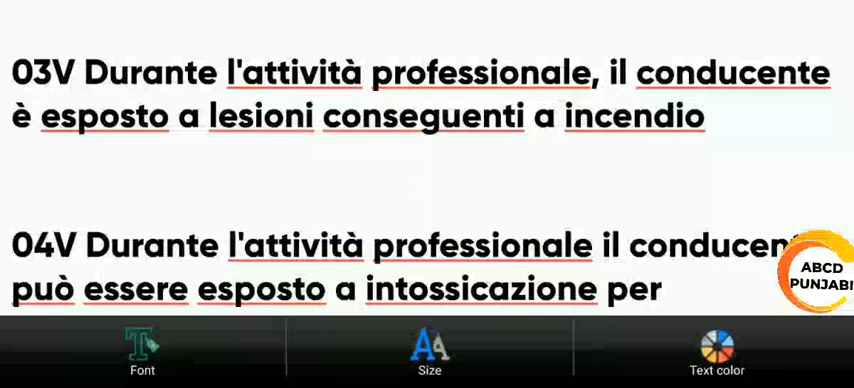 03V Durante l'attività professionale, il conducente
è esposto a lesioni conseguenti a incendio
04V Durante l'attività professionale il
può essere esposto a intossicazione per
ABCD
PUNJABI
Font
Size
Text color